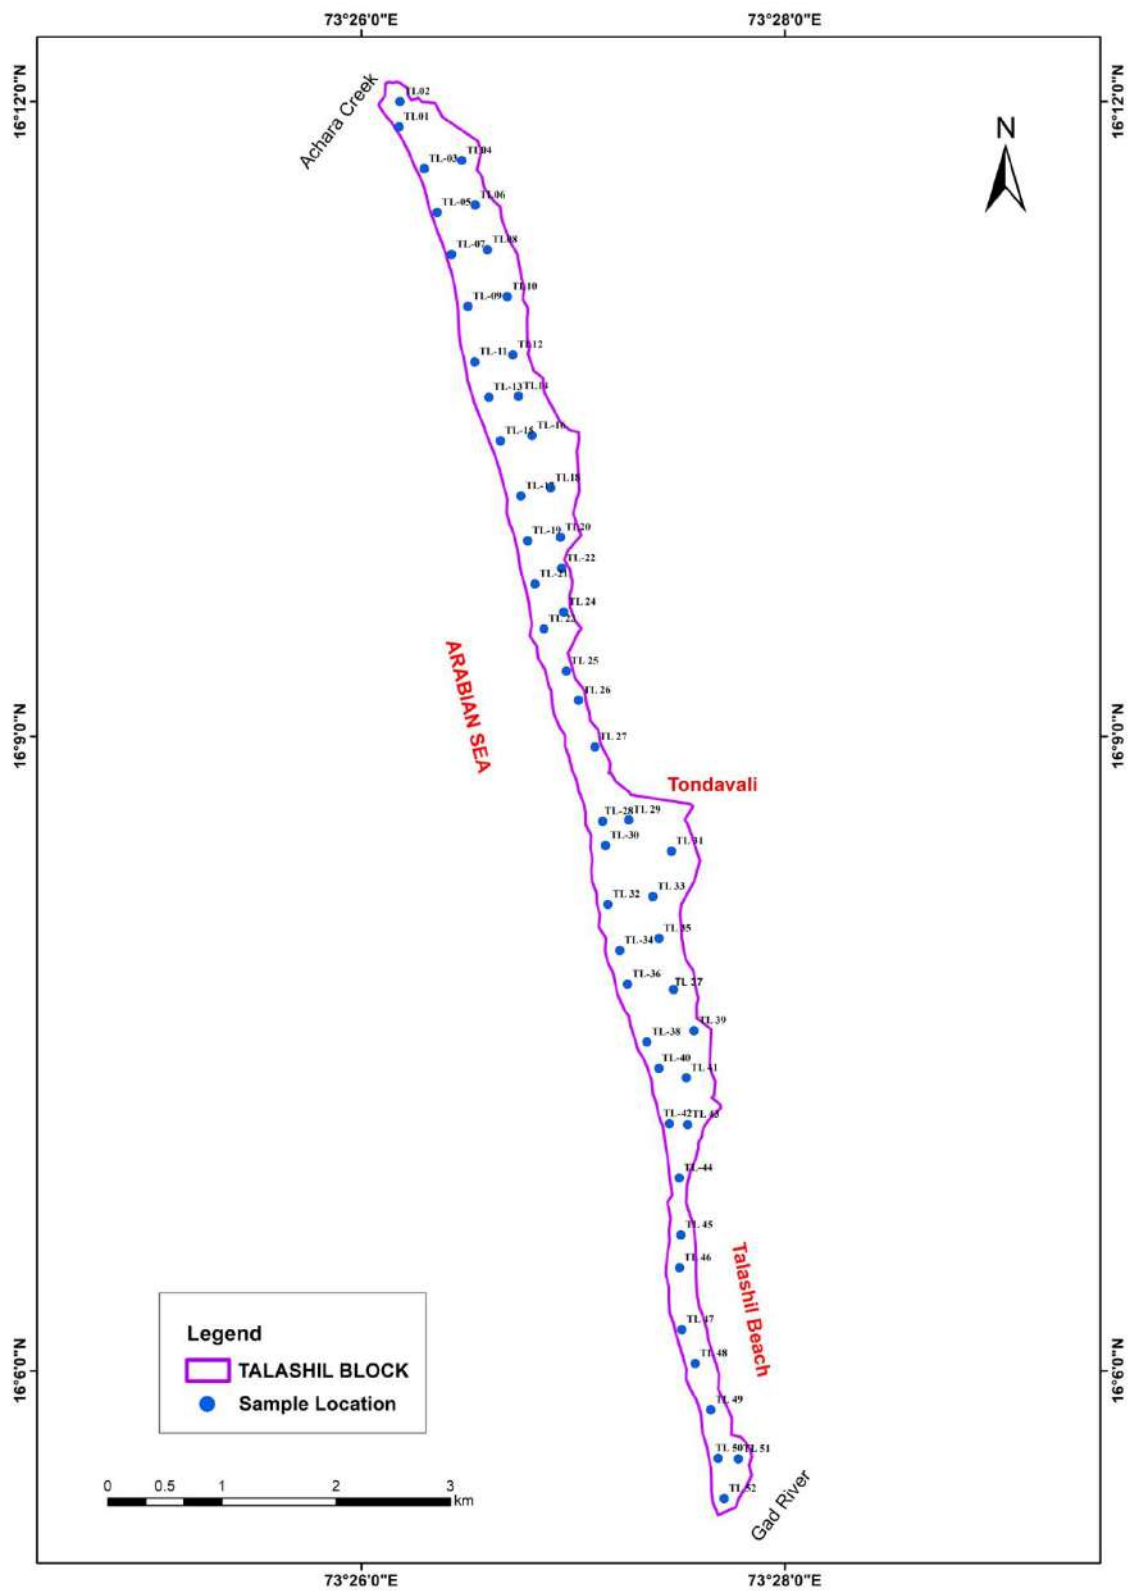 73°26'0"E
73°28'0"E
16°12'0"N
16°12'0"N
Achara Creek
N
TL02
TL01
TL04
TL-03
TL06
TL-05
TL08
TL-07
TL10
TL-09
TL12
TL-11
TL-13
TL14
TL-16
TL-15
TL18
TL-17
TL20
TL-19
TL-22
TL-21
TL 24
TL 23
ARABIAN SEA
TL 25
TL 26
16°9'0"N
16°9'0"N
TL 27
Tondavali
TL-28
TL 29
TL-30
TL 31
TL 33
TL 32
TL 35
TL-34
TL-36
TL 37
TL 39
TL-38
TL-40
TL 41
TL-42
TL 43
TL-44
TL 45
TL 46
Talashil Beach
TL 47
TL 48
16°6'0"N
16°6'0"N
TL 49
TL 50
TL 51
TL 52
Gad River
Legend
TALASHIL BLOCK
Sample Location
0 0.5 1 2 3
km
73°26'0"E
73°28'0"E